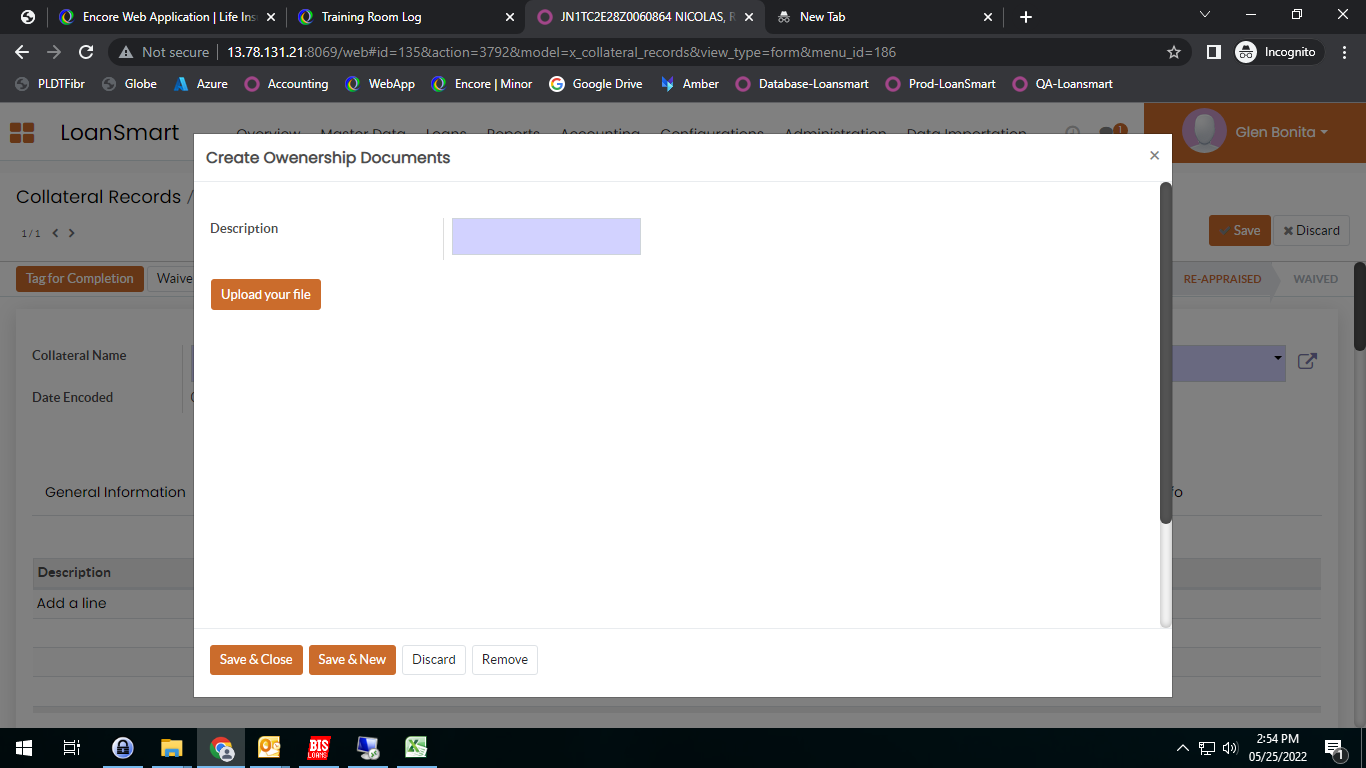 Encore Web Application | Life Ins
Training Room Log
JN1TC2E28Z0060864 NICOLAS, R
New Tab
Not secure
13.78.131.21:8069/web#id=135&action=3792&model=x_collateral_records&view_type=form&menu_id=186
Incognito
PLDTFibr
Globe
Azure
Accounting
WebApp
Encore | Minor
Google Drive
Amber
Database-Loansmart
Prod-LoanSmart
QA-Loansmart
LoanSmart
Overview
Master Data
Loans
Reports
Accounting
Configurations
Administration
Data Importation
1
Glen Bonita
Create Owenership Documents
×
Collateral Records /
1 / 1
Save
Discard
Tag for Completion
Waive
RE-APPRAISED
WAIVED
Description
Upload your file
Collateral Name
Date Encoded
General Information
fo
Description
Add a line
Save & Close
Save & New
Discard
Remove
BIS
LOANS
2:54 PM
05/25/2022
1